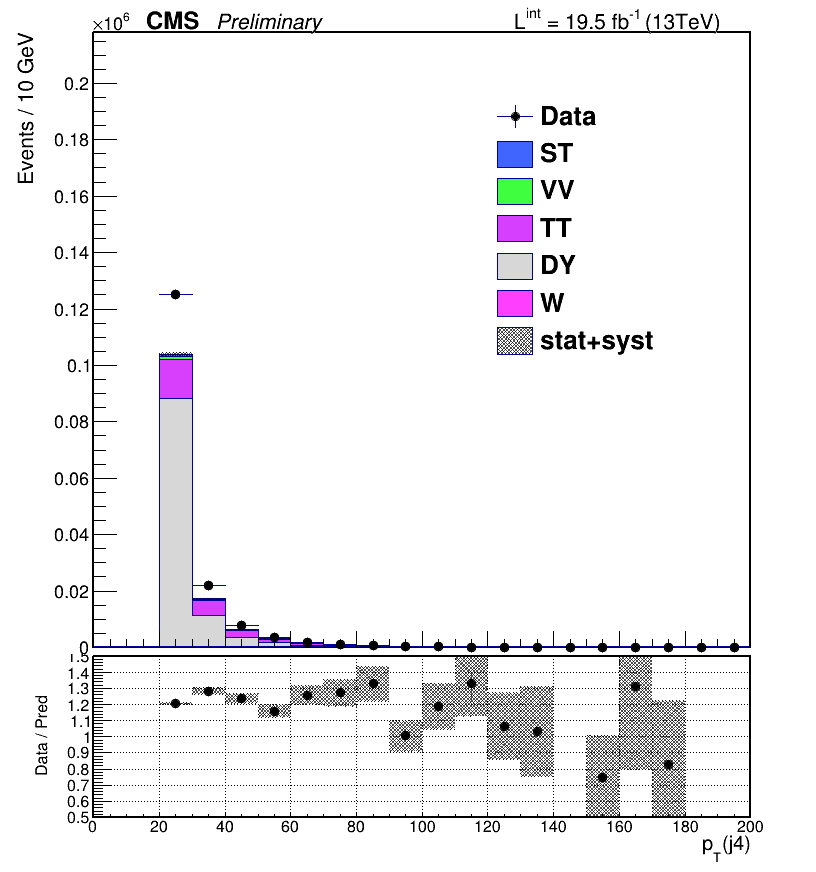 ×10⁶ CMS Preliminary L^int = 19.5 fb⁻¹ (13TeV)
Events / 10 GeV
0.2
0.18
0.16
0.14
0.12
0.1
0.08
0.06
0.04
0.02
0
Data
ST
VV
TT
DY
W
stat+syst
Data / Pred
1.5
1.4
1.3
1.2
1.1
1
0.9
0.8
0.7
0.6
0.5
0 20 40 60 80 100 120 140 160 180 200
p_T(j4)